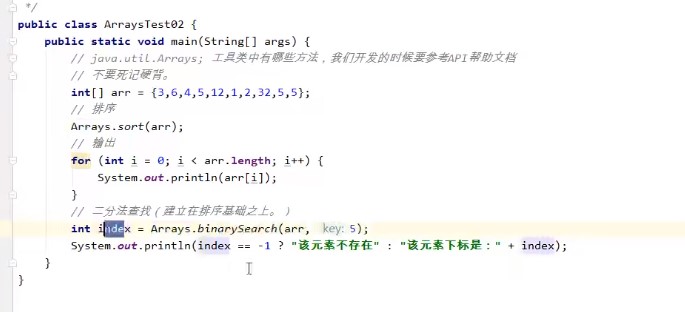 */
public class ArraysTest02 {
public static void main(String[] args) {
// java.util.Arrays; 工具类中有哪些方法，我们开发的时候要参考API帮助文档
// 不要死记硬背。
int[] arr = {3,6,4,5,12,1,2,32,5,5};
// 排序
Arrays.sort(arr);
// 输出
for (int i = 0; i < arr.length; i++) {
System.out.println(arr[i]);
}
// 二分法查找（建立在排序基础之上。）
int index = Arrays.binarySearch(arr, key: 5);
System.out.println(index == -1 ? "该元素不存在" : "该元素下标是：" + index);
}
}